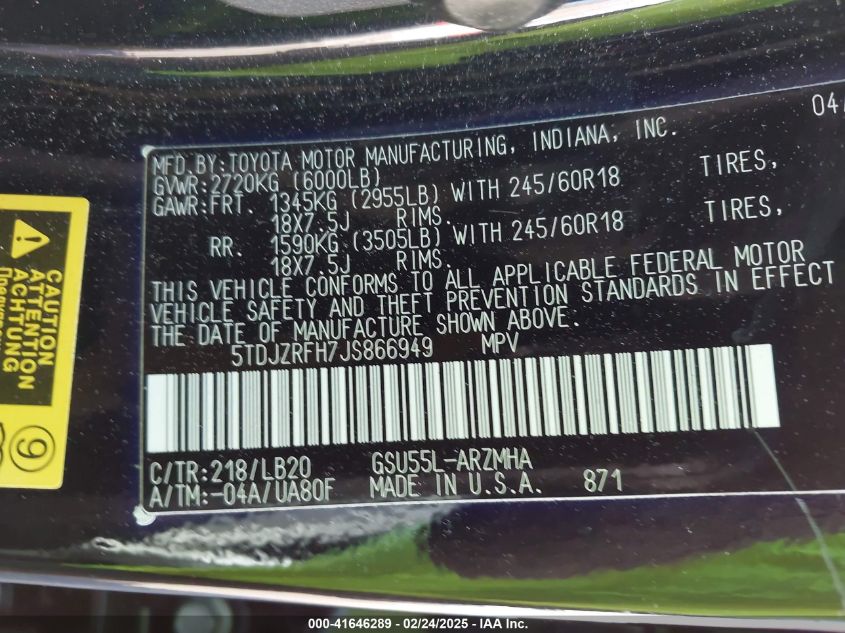 04/
MFD.BY:TOYOTA MOTOR MANUFACTURING, INDIANA, INC.
GVWR:2720KG (6000LB)
GAWR:FRT. 1345KG (2955LB) WITH 245/60R18 TIRES,
18X7.5J RIMS.
RR. 1590KG (3505LB) WITH 245/60R18 TIRES,
18X7.5J RIMS.
THIS VEHICLE CONFORMS TO ALL APPLICABLE FEDERAL MOTOR
VEHICLE SAFETY AND THEFT PREVENTION STANDARDS IN EFFECT
THE DATE OF MANUFACTURE SHOWN ABOVE.
5TDJZRFH7JS866949 MPV
C/TR:218/LB20 GSU55L-ARZMHA
A/TM:-04A/UA80F MADE IN U.S.A. 871
CAUTION
ATTENTION
ACHTUNG
9
000-41646289 - 02/24/2025 - IAA Inc.